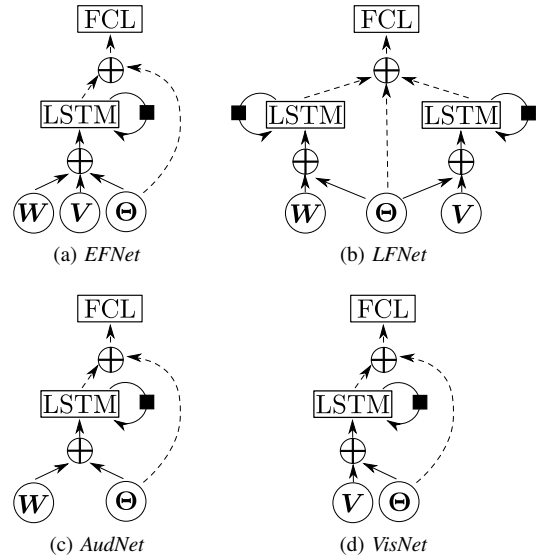 FCL
LSTM
W V Θ
(a) EFNet
FCL
LSTM LSTM
W Θ V
(b) LFNet
FCL
LSTM
W Θ
(c) AudNet
FCL
LSTM
V Θ
(d) VisNet